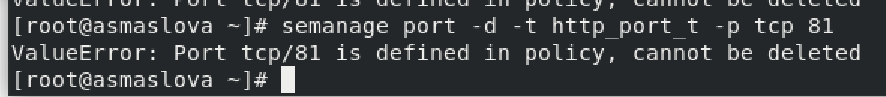 ValueError: Port tcp/81 is defined in policy, cannot be deleted
[root@asmaslova ~]# semanage port -d -t http_port_t -p tcp 81
ValueError: Port tcp/81 is defined in policy, cannot be deleted
[root@asmaslova ~]#